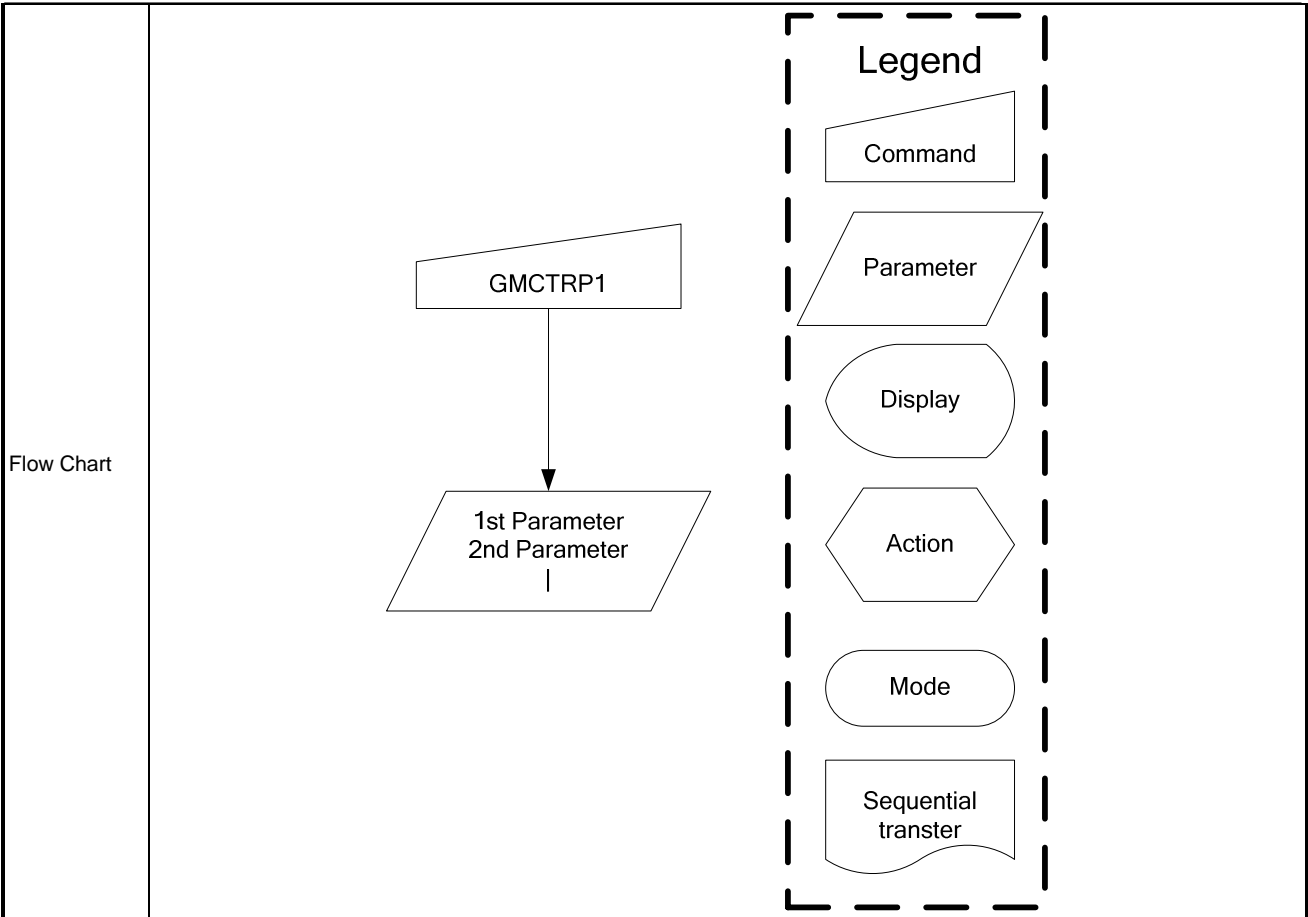 Flow Chart
GMCTRP1
1st Parameter
2nd Parameter
|
Legend
Command
Parameter
Display
Action
Mode
Sequential
transter